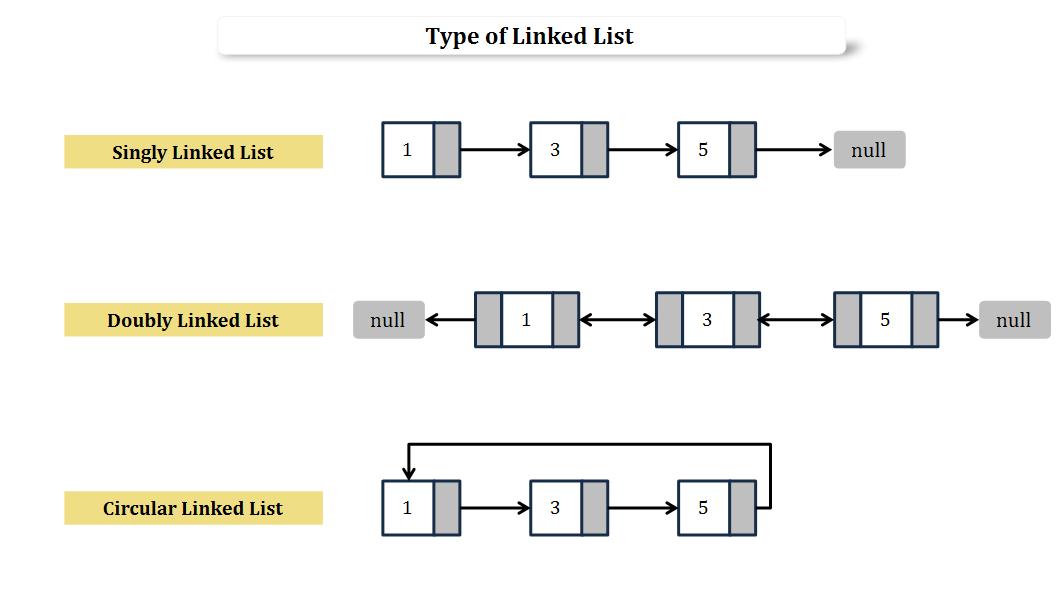 Type of Linked List
Singly Linked List
1 3 5 null
Doubly Linked List
null 1 3 5 null
Circular Linked List
1 3 5